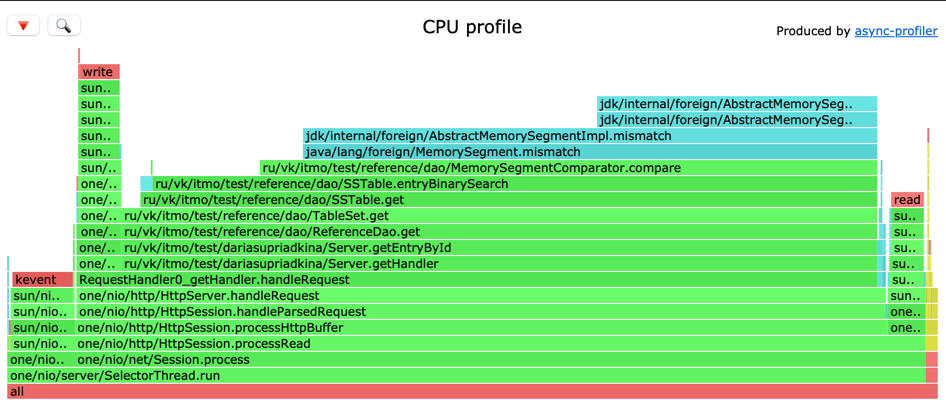 CPU profile
Produced by async-profiler
write
sun..
sun.. jdk/internal/foreign/AbstractMemorySeg..
sun.. jdk/internal/foreign/AbstractMemorySeg..
sun.. jdk/internal/foreign/AbstractMemorySegmentImpl.mismatch
sun.. java/lang/foreign/MemorySegment.mismatch
sun/.. ru/vk/itmo/test/reference/dao/MemorySegmentComparator.compare
one/.. ru/vk/itmo/test/reference/dao/SSTable.entryBinarySearch
one/.. ru/vk/itmo/test/reference/dao/SSTable.get read
one/.. ru/vk/itmo/test/reference/dao/TableSet.get su..
one/.. ru/vk/itmo/test/reference/dao/ReferenceDao.get su..
one/.. ru/vk/itmo/test/dariasupriadkina/Server.getEntryById su..
one/.. ru/vk/itmo/test/dariasupriadkina/Server.getHandler su..
kevent RequestHandler0_getHandler.handleRequest su..
sun/nio.. one/nio/http/HttpServer.handleRequest sun..
sun/nio.. one/nio/http/HttpSession.handleParsedRequest one..
sun/nio.. one/nio/http/HttpSession.processHttpBuffer one..
sun/nio.. one/nio/http/HttpSession.processRead
one/nio.. one/nio/net/Session.process
one/nio/server/SelectorThread.run
all